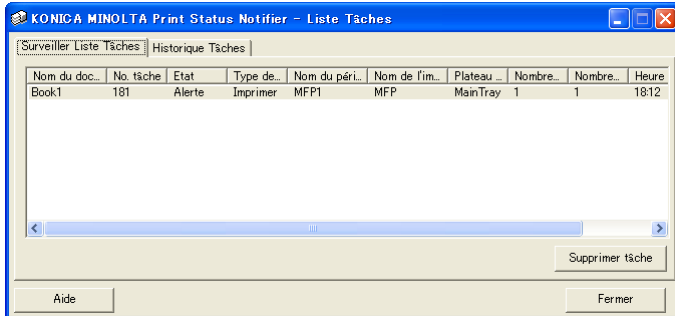 KONICA MINOLTA Print Status Notifier - Liste Tâches
Surveiller Liste Tâches Historique Tâches
Nom du doc... No. tâche Etat Type de... Nom du péri... Nom de l'im... Plateau ... Nombre... Nombre... Heure
Book1 181 Alerte Imprimer MFP1 MFP MainTray 1 1 18:12
Supprimer tâche
Aide Fermer